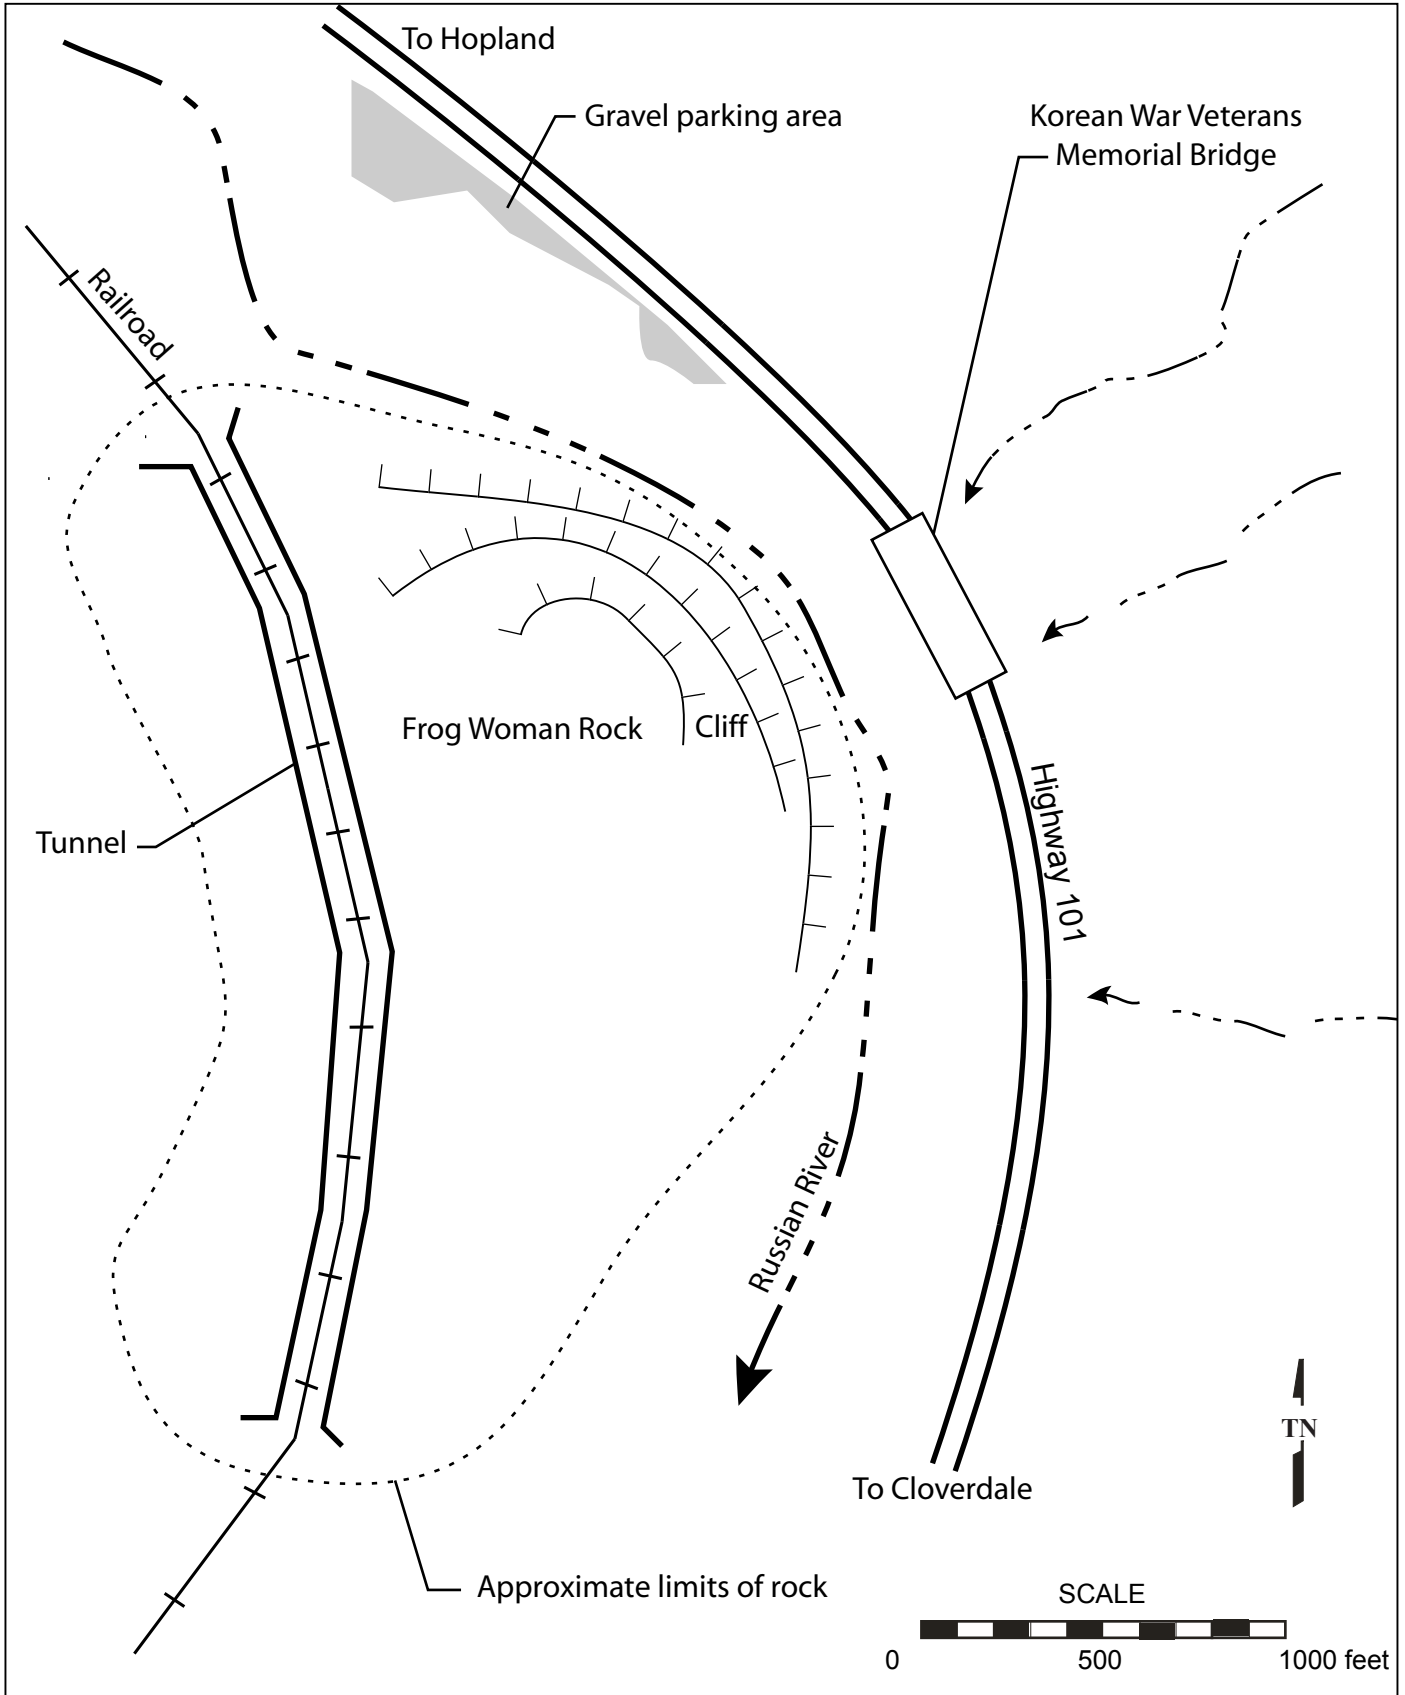 To Hopland
Gravel parking area
Korean War Veterans
Memorial Bridge
Railroad
Frog Woman Rock
Cliff
Highway 101
Tunnel
Russian River
TN
To Cloverdale
Approximate limits of rock
SCALE
0 500 1000 feet